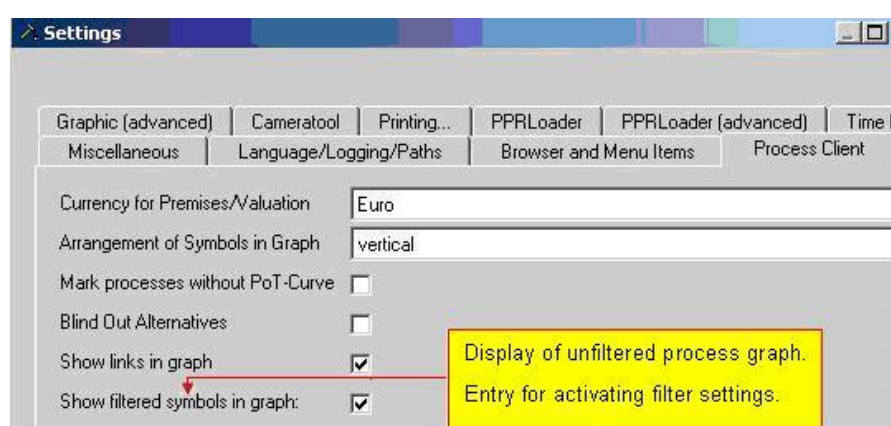 Settings
Graphic (advanced) Cameratool Printing... PPRLoader PPRLoader (advanced) Time
Miscellaneous Language/Logging/Paths Browser and Menu Items Process Client
Currency for Premises/Valuation Euro
Arrangement of Symbols in Graph vertical
Mark processes without PoT-Curve
Blind Out Alternatives
Show links in graph
Display of unfiltered process graph.
Entry for activating filter settings.
Show filtered symbols in graph: